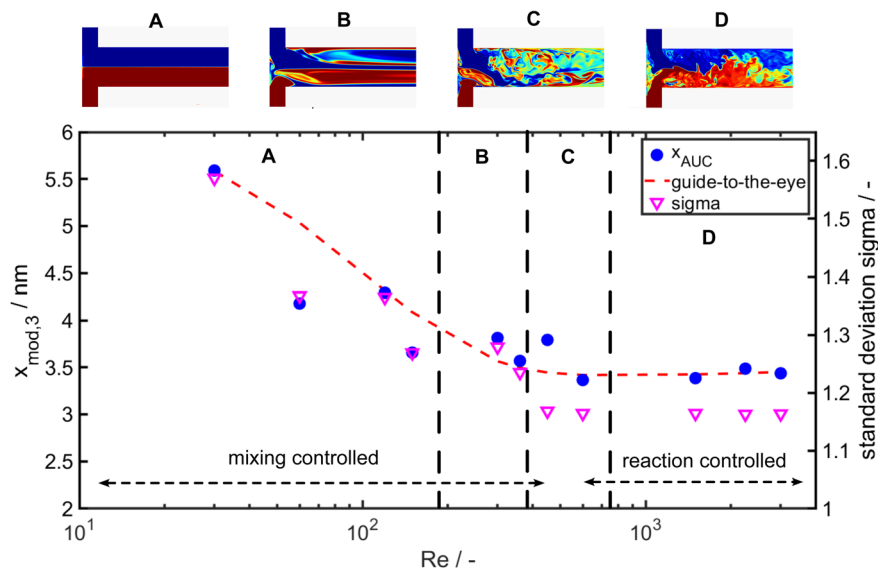 A B C D
6
5.5
5
4.5
4
3.5
3
2.5
2
x_mod,3 / nm
A B C
D
x_AUC
guide-to-the-eye
sigma
mixing controlled
reaction controlled
10^1 10^2 10^3
Re / -
1.6
1.5
1.4
1.3
1.2
1.1
1
standard deviation sigma / -